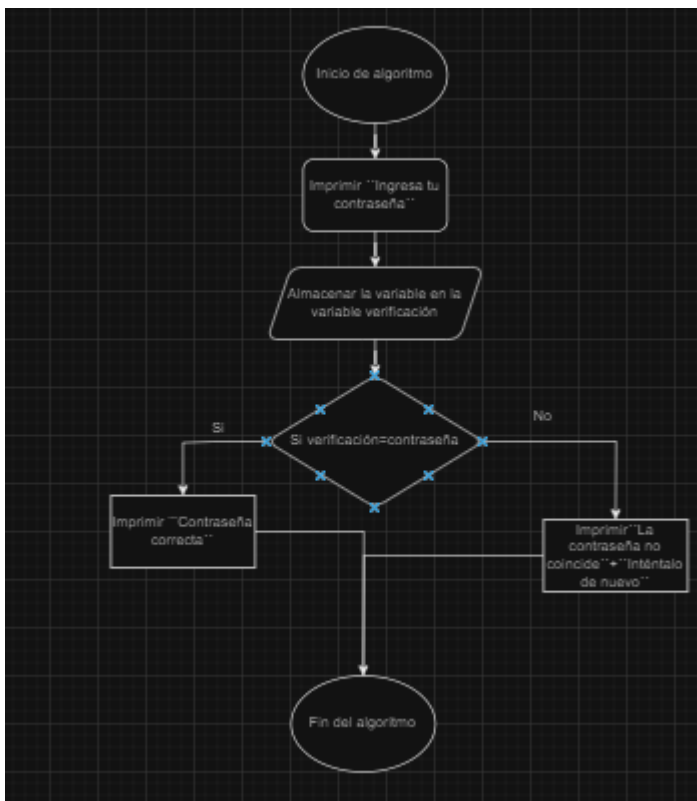 Inicio de algoritmo
Imprimir ``Ingresa tu
contraseña``
Almacenar la variable en la
variable verificación
Si verificación=contraseña
Si
No
Imprimir ``Contraseña
correcta``
Imprimir``La
contraseña no
coincide``+``Inténtalo
de nuevo``
Fin del algoritmo